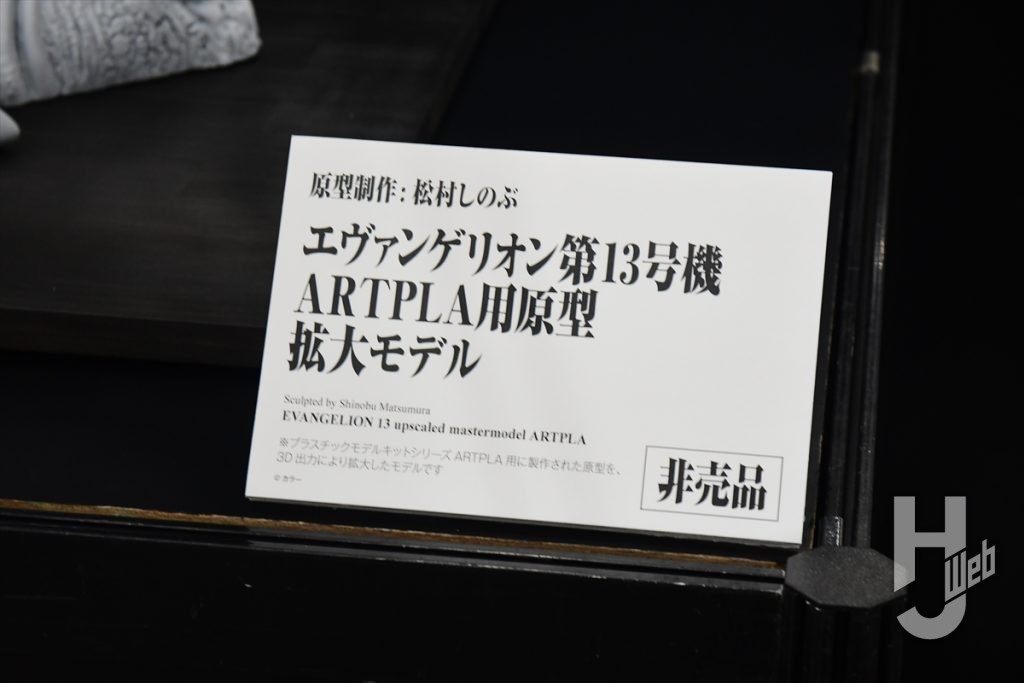 原型制作：松村しのぶ
エヴァンゲリオン第13号機
ARTPLA用原型
拡大モデル
Sculpted by Shinobu Matsumura
EVANGELION 13 upscaled mastermodel ARTPLA
※プラスチックモデルキットシリーズ ARTPLA 用に製作された原型を、
3D 出力により拡大したモデルです
© カラー
非売品
HJ Web